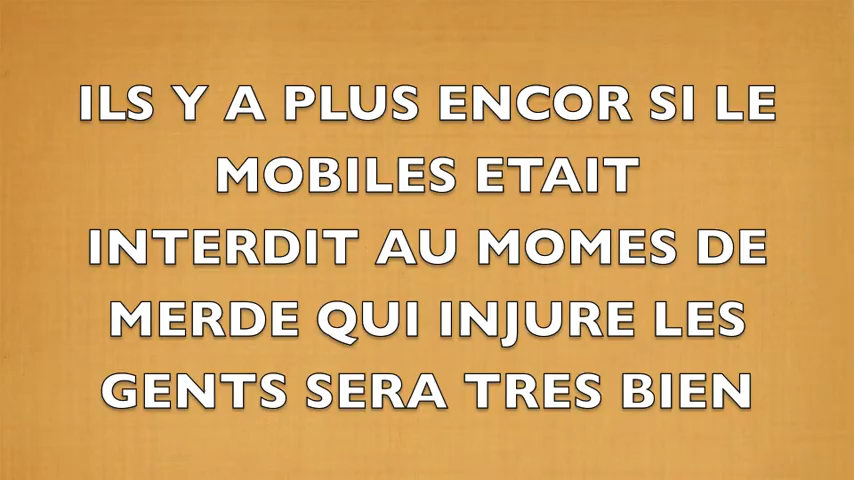 ILS Y A PLUS ENCOR SI LE
MOBILES ETAIT
INTERDIT AU MOMES DE
MERDE QUI INJURE LES
GENTS SERA TRES BIEN